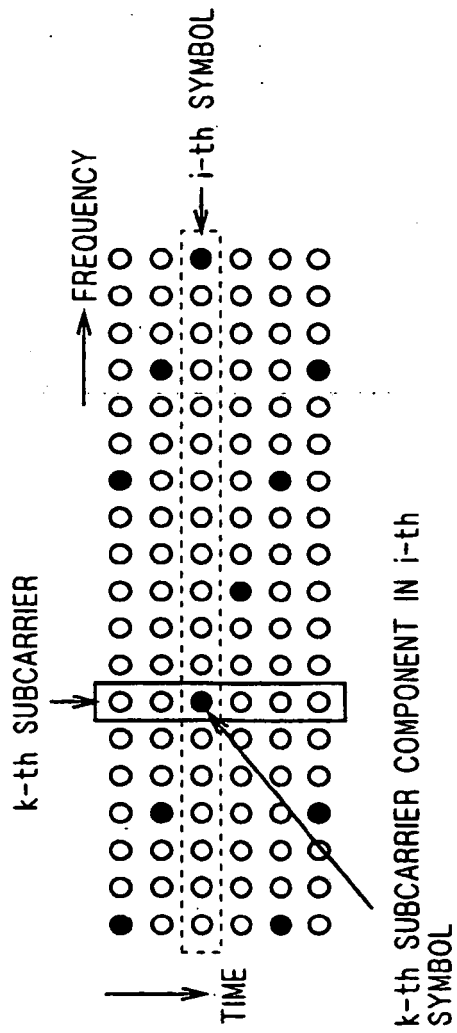 k-th SUBCARRIER
FREQUENCY
i-th SYMBOL
TIME
k-th SUBCARRIER COMPONENT IN i-th
SYMBOL